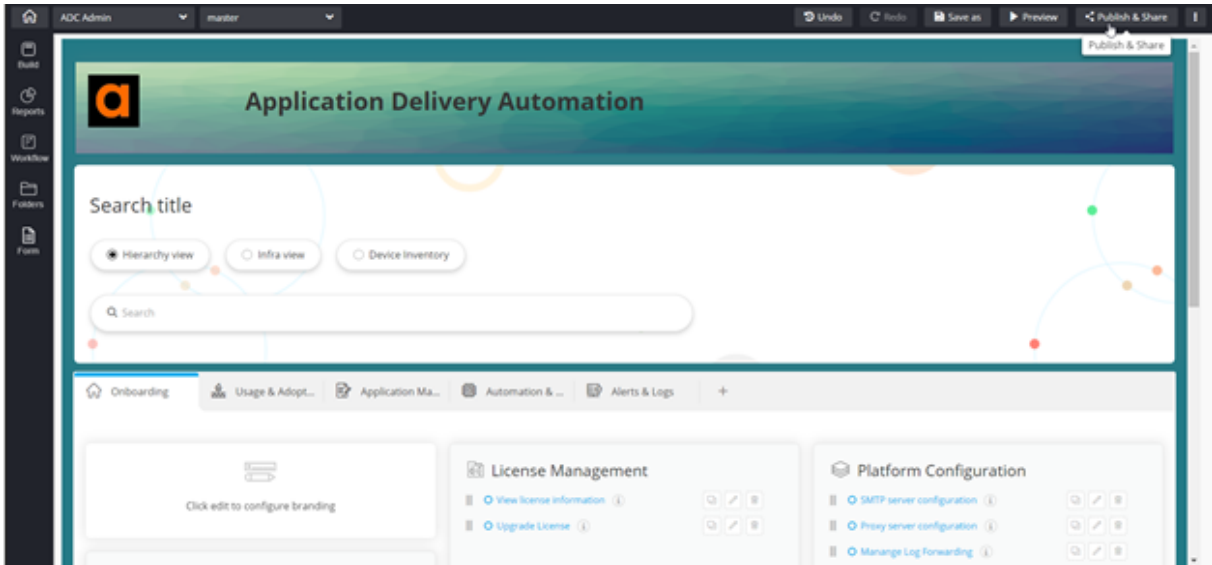 ADC Admin master Undo Redo Save as Preview Publish & Share
Publish & Share
Build
Reports
Workflow
Folders
Form
a Application Delivery Automation
Search title
Hierarchy view Infra view Device Inventory
Search
Onboarding Usage & Adopt... Application Ma... Automation & ... Alerts & Logs +
Click edit to configure branding
License Management
View license information
Upgrade License
Platform Configuration
SMTP server configuration
Proxy server configuration
Manange Log Forwarding